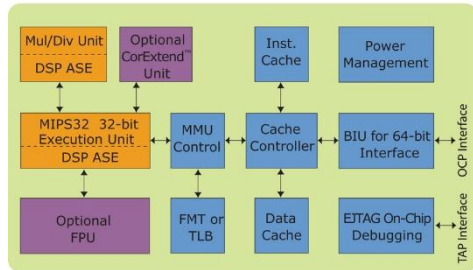 Mul/Div Unit
DSP ASE
Optional
CorExtend™
Unit
Inst.
Cache
Power
Management
MIPS32 32-bit
Execution Unit
DSP ASE
MMU
Control
Cache
Controller
BIU for 64-bit
Interface
OCP Interface
Optional
FPU
FMT or
TLB
Data
Cache
EJTAG On-Chip
Debugging
TAP Interface